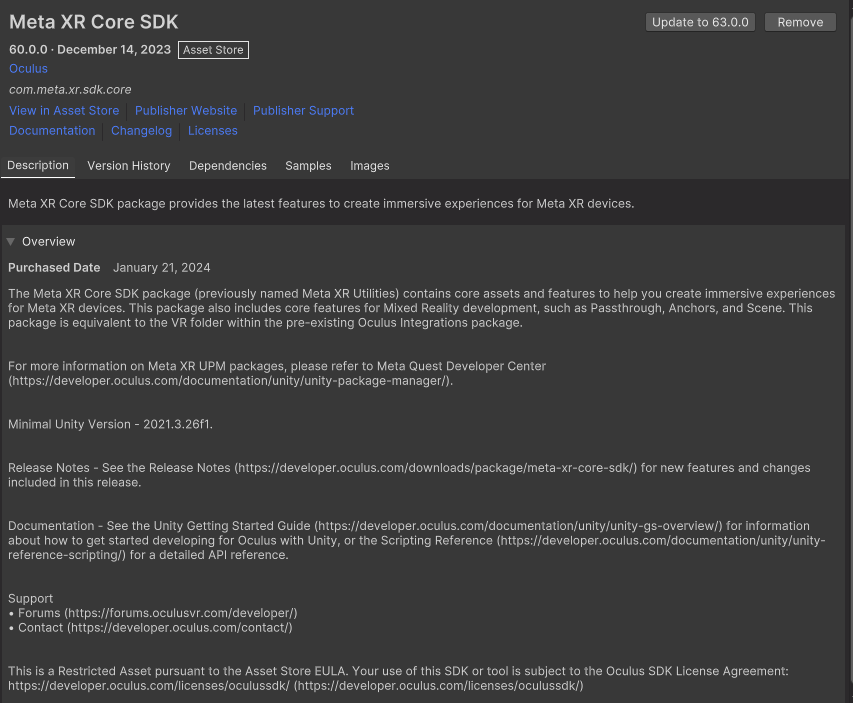 Meta XR Core SDK
Update to 63.0.0
Remove
60.0.0 · December 14, 2023 Asset Store
Oculus
com.meta.xr.sdk.core
View in Asset Store Publisher Website Publisher Support
Documentation Changelog Licenses
Description Version History Dependencies Samples Images
Meta XR Core SDK package provides the latest features to create immersive experiences for Meta XR devices.
Overview
Purchased Date January 21, 2024
The Meta XR Core SDK package (previously named Meta XR Utilities) contains core assets and features to help you create immersive experiences
for Meta XR devices. This package also includes core features for Mixed Reality development, such as Passthrough, Anchors, and Scene. This
package is equivalent to the VR folder within the pre-existing Oculus Integrations package.
For more information on Meta XR UPM packages, please refer to Meta Quest Developer Center
(https://developer.oculus.com/documentation/unity/unity-package-manager/).
Minimal Unity Version - 2021.3.26f1.
Release Notes - See the Release Notes (https://developer.oculus.com/downloads/package/meta-xr-core-sdk/) for new features and changes
included in this release.
Documentation - See the Unity Getting Started Guide (https://developer.oculus.com/documentation/unity/unity-gs-overview/) for information
about how to get started developing for Oculus with Unity, or the Scripting Reference (https://developer.oculus.com/documentation/unity/unity-
reference-scripting/) for a detailed API reference.
Support
• Forums (https://forums.oculusvr.com/developer/)
• Contact (https://developer.oculus.com/contact/)
This is a Restricted Asset pursuant to the Asset Store EULA. Your use of this SDK or tool is subject to the Oculus SDK License Agreement:
https://developer.oculus.com/licenses/oculussdk/ (https://developer.oculus.com/licenses/oculussdk/)